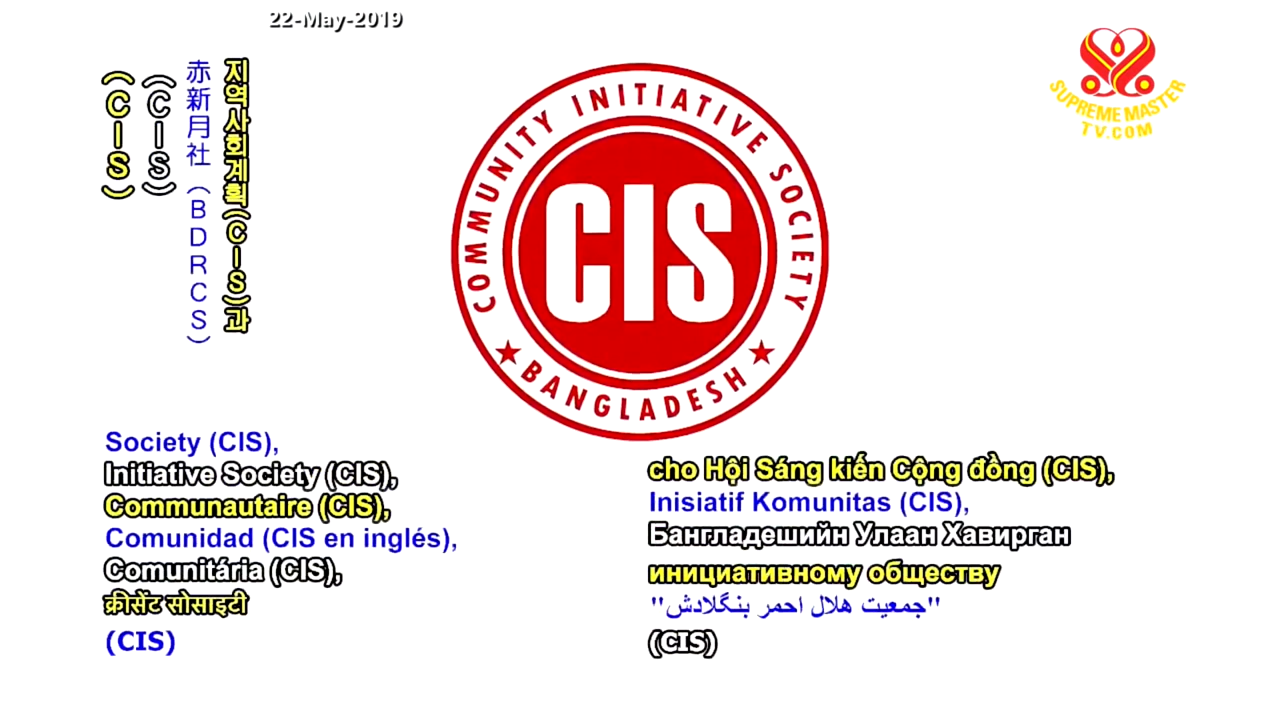 22-May-2019
SUPREME MASTER
TV.COM
(CIS)
(CIS)
赤新月社（BDRCS）
지역사회계획(CIS)과
COMMUNITY INITIATIVE SOCIETY
CIS
★ BANGLADESH ★
Society (CIS),
Initiative Society (CIS),
Communautaire (CIS),
Comunidad (CIS en inglés),
Comunitária (CIS),
क्रीसेंट सोसाइटी
(CIS)
cho Hội Sáng kiến Cộng đồng (CIS),
Inisiatif Komunitas (CIS),
Бангладешийн Улаан Хавирган
инициативному обществу
"جمعیت هلال احمر بنگلادش"
(CIS)